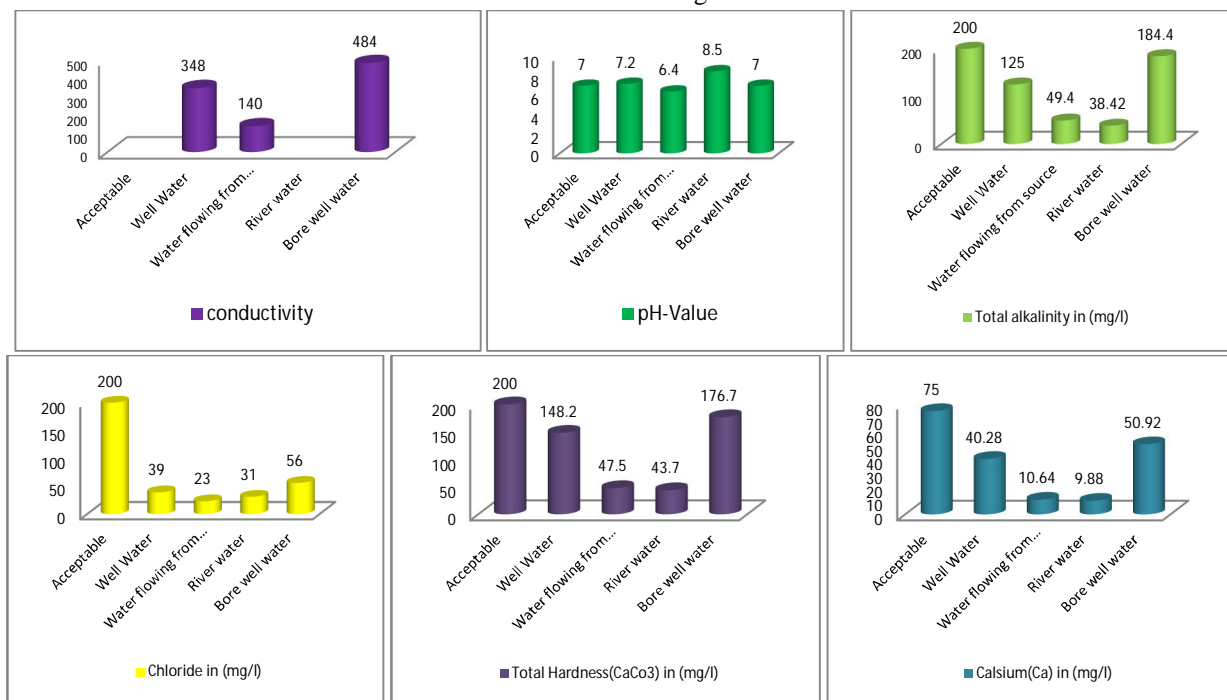 484
500
400
300
200
100
0
348
140
Acceptable
Well Water
Water flowing from...
River water
Bore well water
conductivity
10
8
6
4
2
0
7
7.2
6.4
8.5
7
Acceptable
Well Water
Water flowing from...
River water
Bore well water
pH-Value
200
100
0
200
125
49.4
38.42
184.4
Acceptable
Well Water
Water flowing from source
River water
Bore well water
Total alkalinity in (mg/l)
200
150
100
50
0
200
39
23
31
56
Acceptable
Well Water
Water flowing from...
River water
Bore well water
Chloride in (mg/l)
200
150
100
50
0
200
148.2
47.5
43.7
176.7
Acceptable
Well Water
Water flowing from...
River water
Bore well water
Total Hardness(CaCo3) in (mg/l)
80
70
60
50
40
30
20
10
0
75
40.28
10.64
9.88
50.92
Acceptable
Well Water
Water flowing from...
River water
Bore well water
Calsium(Ca) in (mg/l)